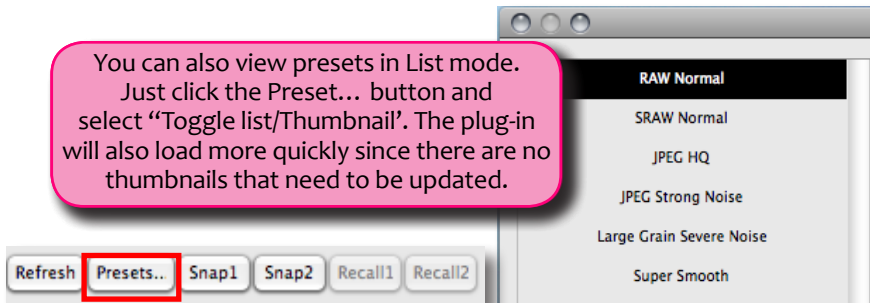 You can also view presets in List mode.
Just click the Preset… button and
select “Toggle list/Thumbnail’. The plug-in
will also load more quickly since there are no
thumbnails that need to be updated.
RAW Normal
SRAW Normal
JPEG HQ
JPEG Strong Noise
Large Grain Severe Noise
Super Smooth
Refresh Presets... Snap1 Snap2 Recall1 Recall2